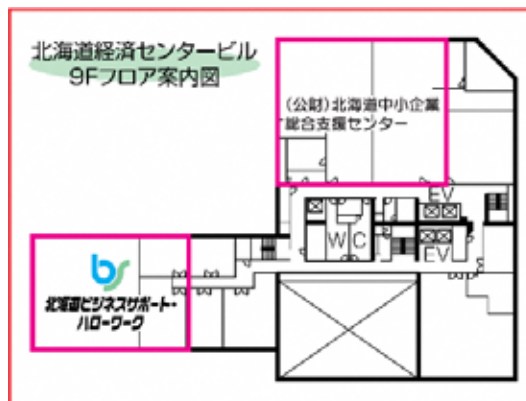 北海道経済センタービル
9Fフロア案内図
(公財)北海道中小企業
総合支援センター
EV
W C
EV
bs
北海道ビジネスサポート・
ハローワーク